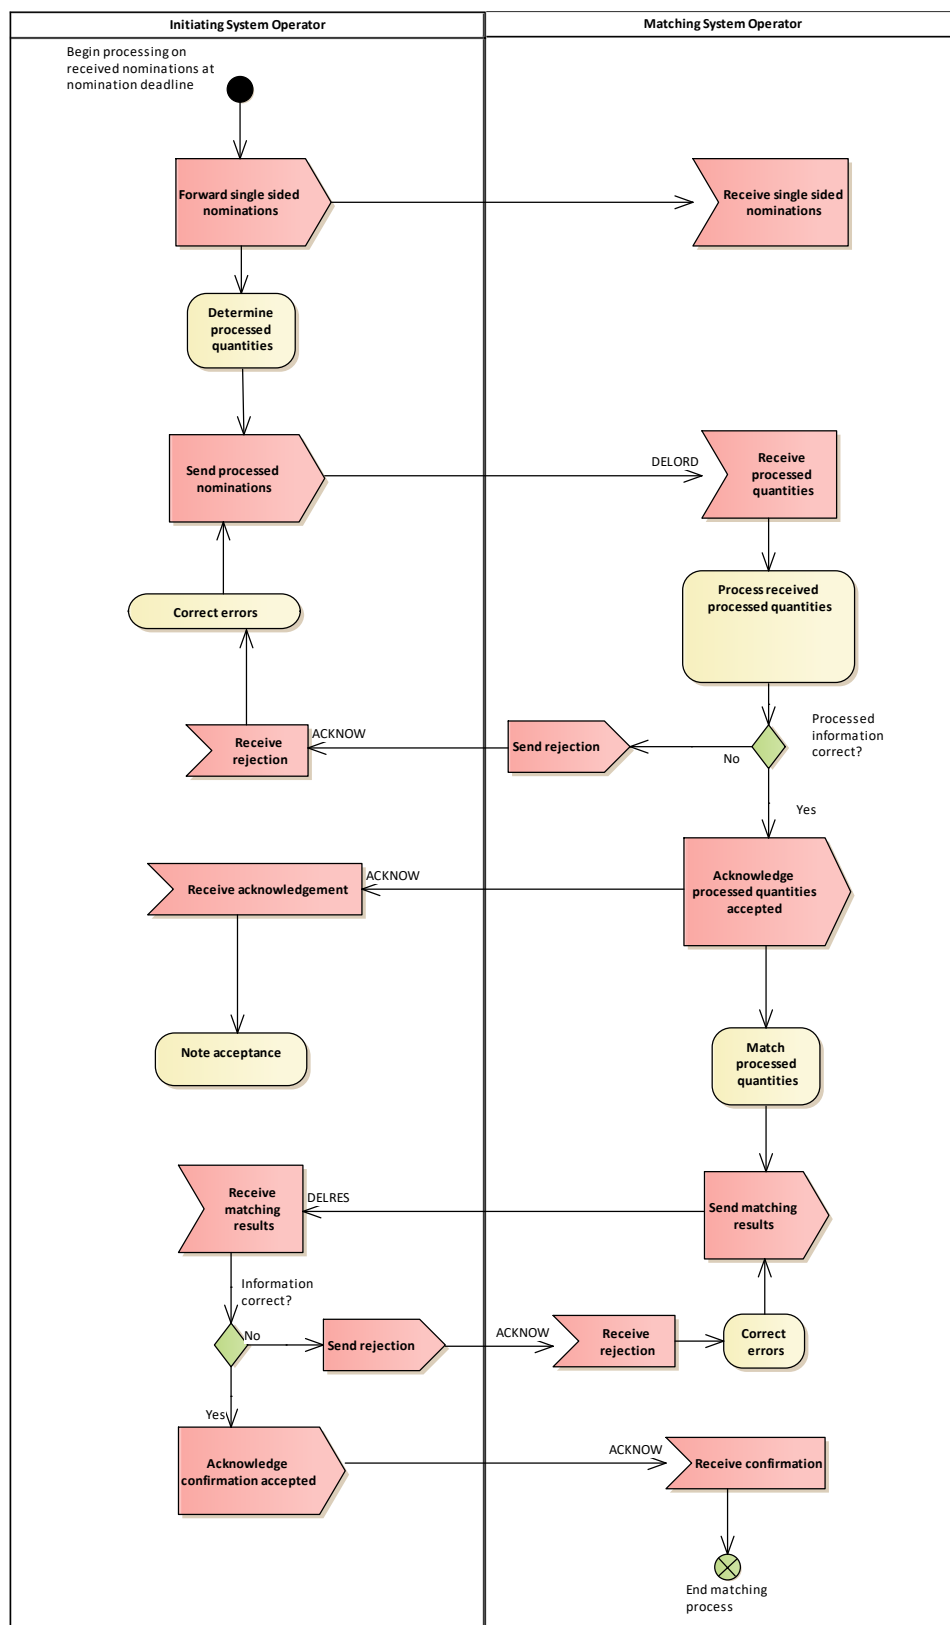 Initiating System Operator
Matching System Operator
Begin processing on
received nominations at
nomination deadline
Forward single sided
nominations
Receive single sided
nominations
Determine
processed
quantities
Send processed
nominations
DELORD
Receive
processed
quantities
Correct errors
Process received
processed quantities
Receive
rejection
ACKNOW
Send rejection
No
Processed
information
correct?
Yes
Receive acknowledgement
ACKNOW
Acknowledge
processed quantities
accepted
Note acceptance
Match
processed
quantities
Receive
matching
results
DELRES
Send matching
results
Information
correct?
No
Send rejection
ACKNOW
Receive
rejection
Correct
errors
Yes
Acknowledge
confirmation accepted
ACKNOW
Receive confirmation
End matching
process